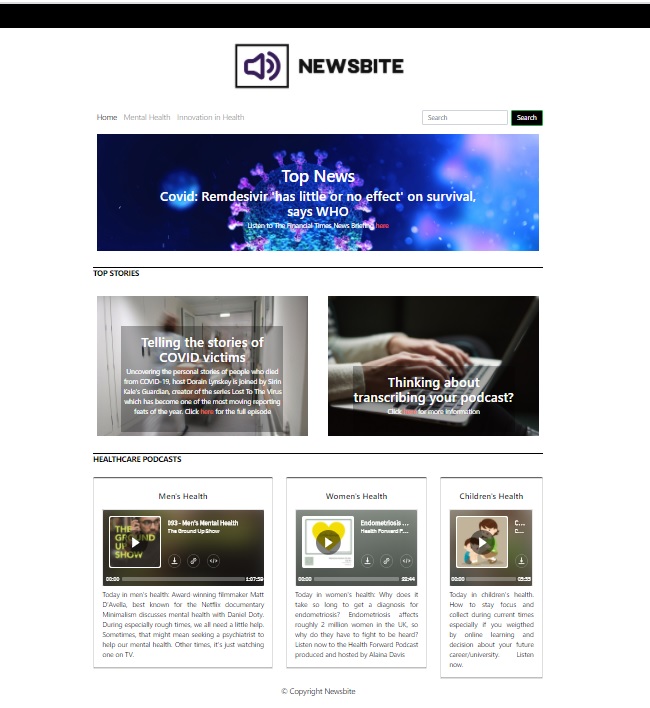 NEWSBITE
Home Mental Health Innovation in Health
Search Search
Top News
Covid: Remdesivir 'has little or no effect' on survival,
says WHO
Listen to The Financial Times News Briefing here
TOP STORIES
Telling the stories of
COVID victims
Uncovering the personal stories of people who died
from COVID-19, host Dorain Lynskey is joined by Sirin
Kale's Guardian, creator of the series Lost To The Virus
which has become one of the most moving reporting
feats of the year. Click here for the full episode
Thinking about
transcribing your podcast?
Click here for more information
HEALTHCARE PODCASTS
Men's Health
THE
GROUND
UP
SHOW
093 - Men's Mental Health
The Ground Up Show
00:00 1:07:59
Today in men's health: Award winning filmmaker Matt
D'Avella, best known for the Netflix documentary
Minimalism discusses mental health with Daniel Doty.
During especially rough times, we all need a little help.
Sometimes, that might mean seeking a psychiatrist to
help our mental health. Other times, it's just watching
one on TV.
Women's Health
Endometriosis ...
Health Forward P...
00:00 22:44
Today in women's health: Why does it
take so long to get a diagnosis for
endometriosis? Endometriosis affects
roughly 2 million women in the UK, so
why do they have to fight to be heard?
Listen now to the Health Forward Podcast
produced and hosted by Alaina Davis
Children's Health
C...
C...
00:00
Today in children's health:
How to stay focus and
collect during current times
especially if you weigthed
by online learning and
decision about your future
career/university. Listen
now.
© Copyright Newsbite